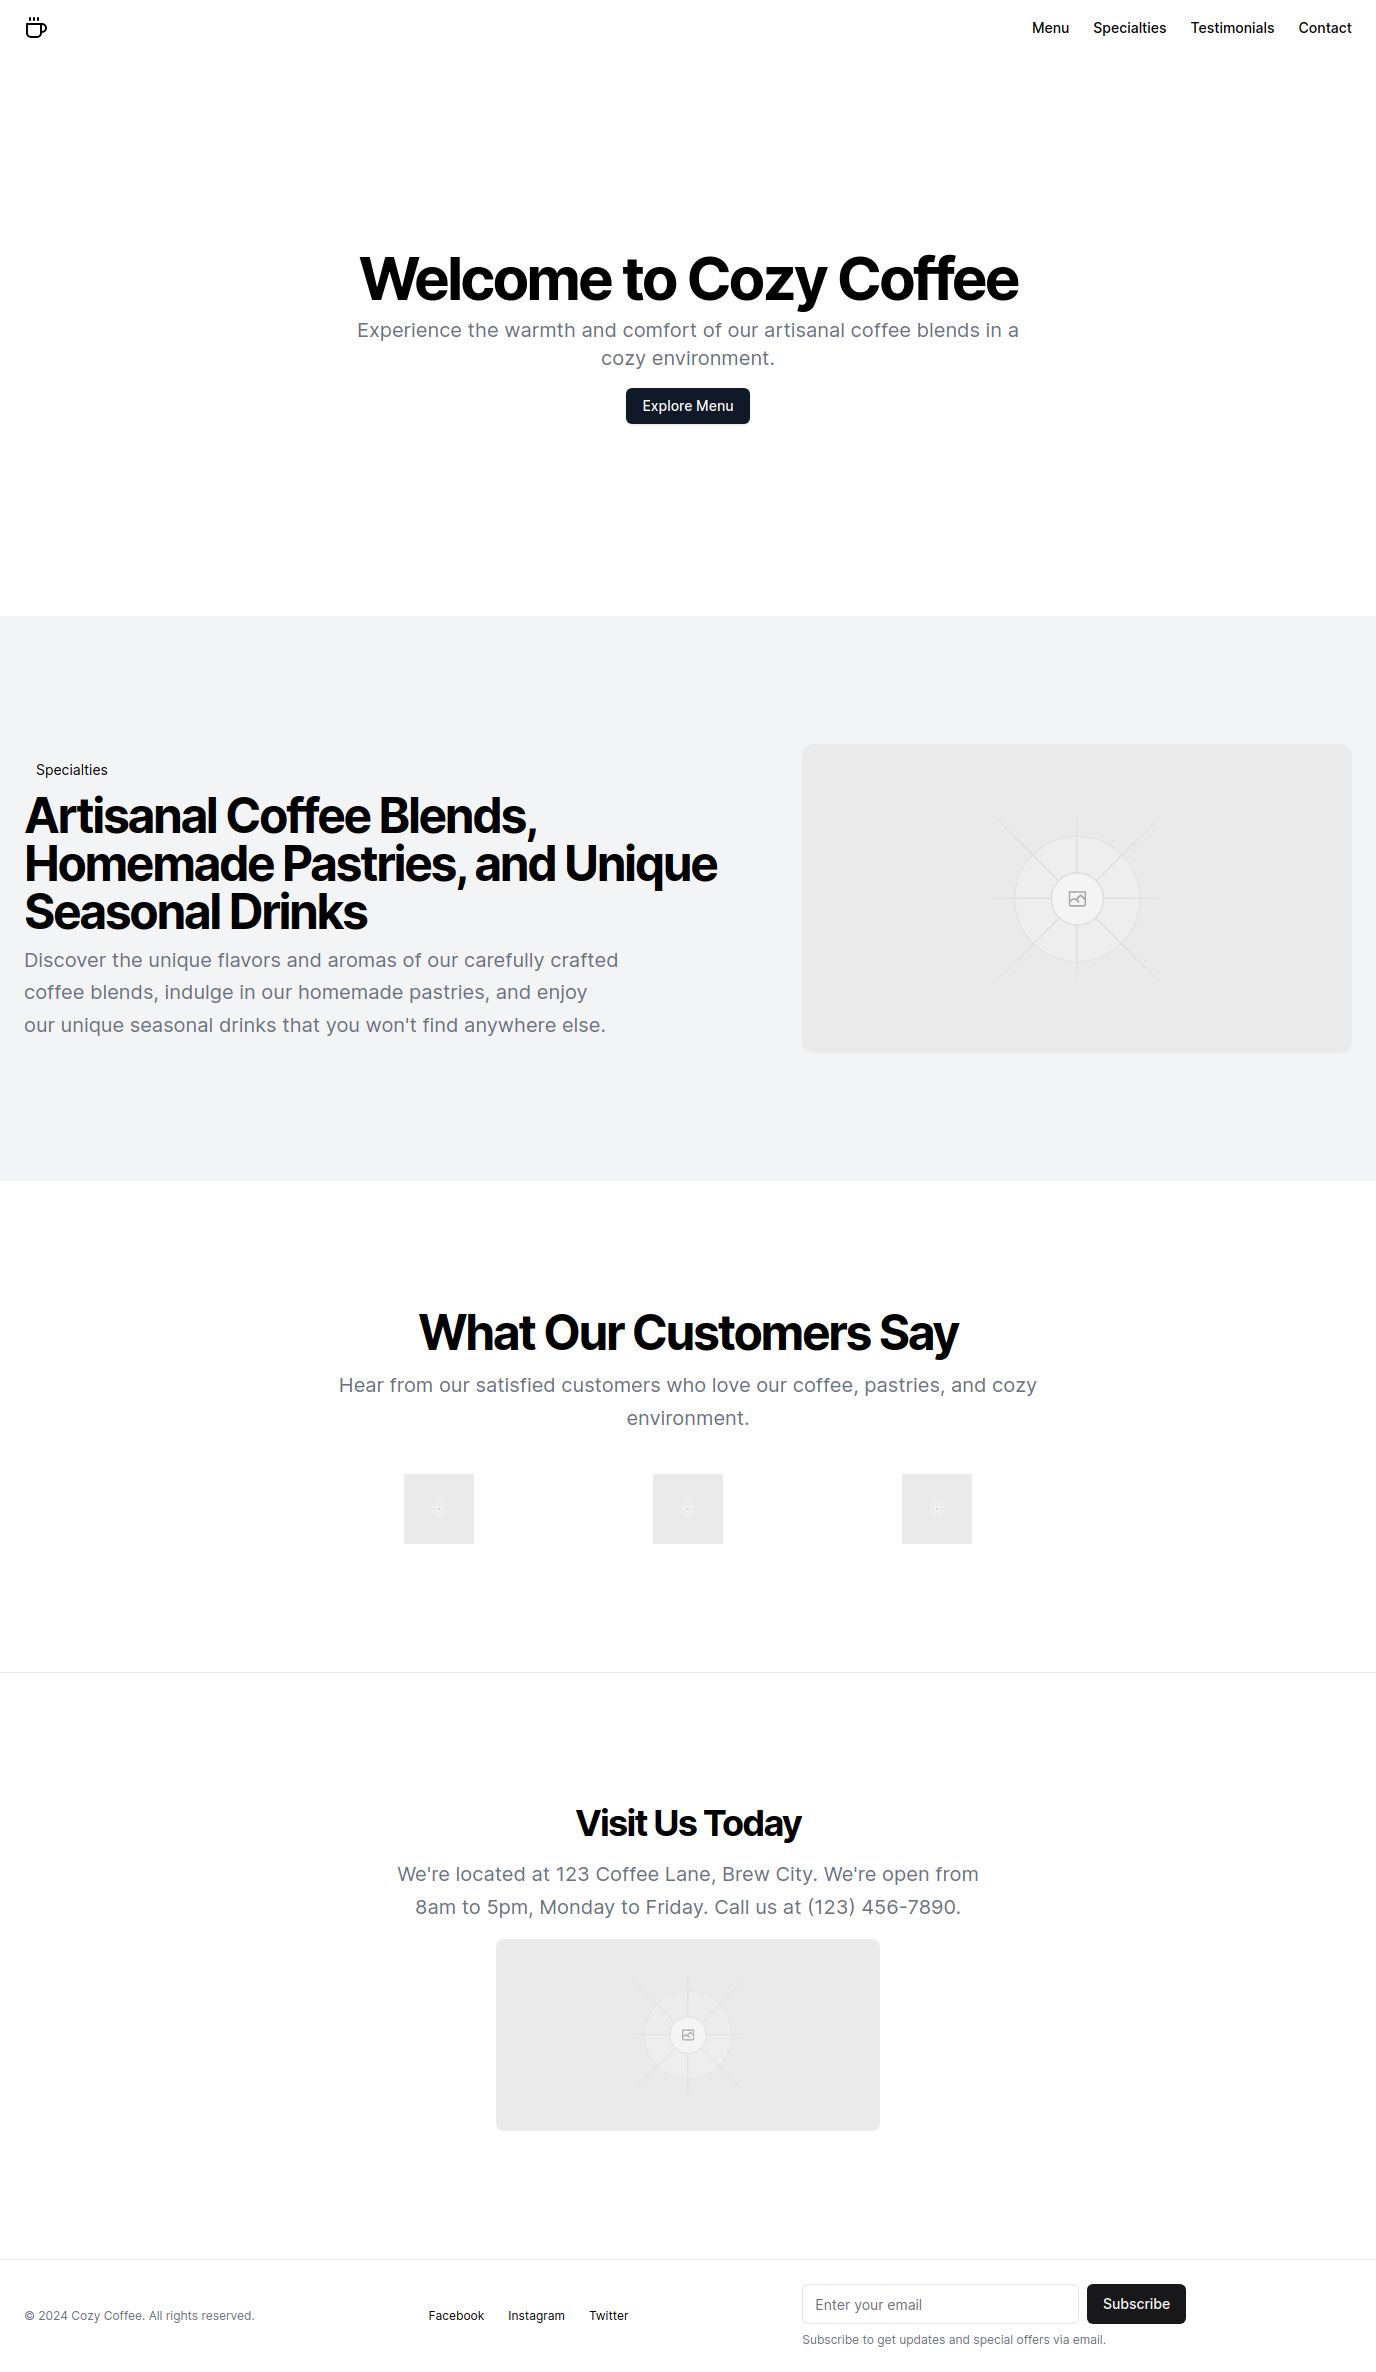 Menu Specialties Testimonials Contact
Welcome to Cozy Coffee
Experience the warmth and comfort of our artisanal coffee blends in a
cozy environment.
Explore Menu
Specialties
Artisanal Coffee Blends,
Homemade Pastries, and Unique
Seasonal Drinks
Discover the unique flavors and aromas of our carefully crafted
coffee blends, indulge in our homemade pastries, and enjoy
our unique seasonal drinks that you won't find anywhere else.
What Our Customers Say
Hear from our satisfied customers who love our coffee, pastries, and cozy
environment.
Visit Us Today
We're located at 123 Coffee Lane, Brew City. We're open from
8am to 5pm, Monday to Friday. Call us at (123) 456-7890.
© 2024 Cozy Coffee. All rights reserved.
Facebook Instagram Twitter
Enter your email
Subscribe
Subscribe to get updates and special offers via email.